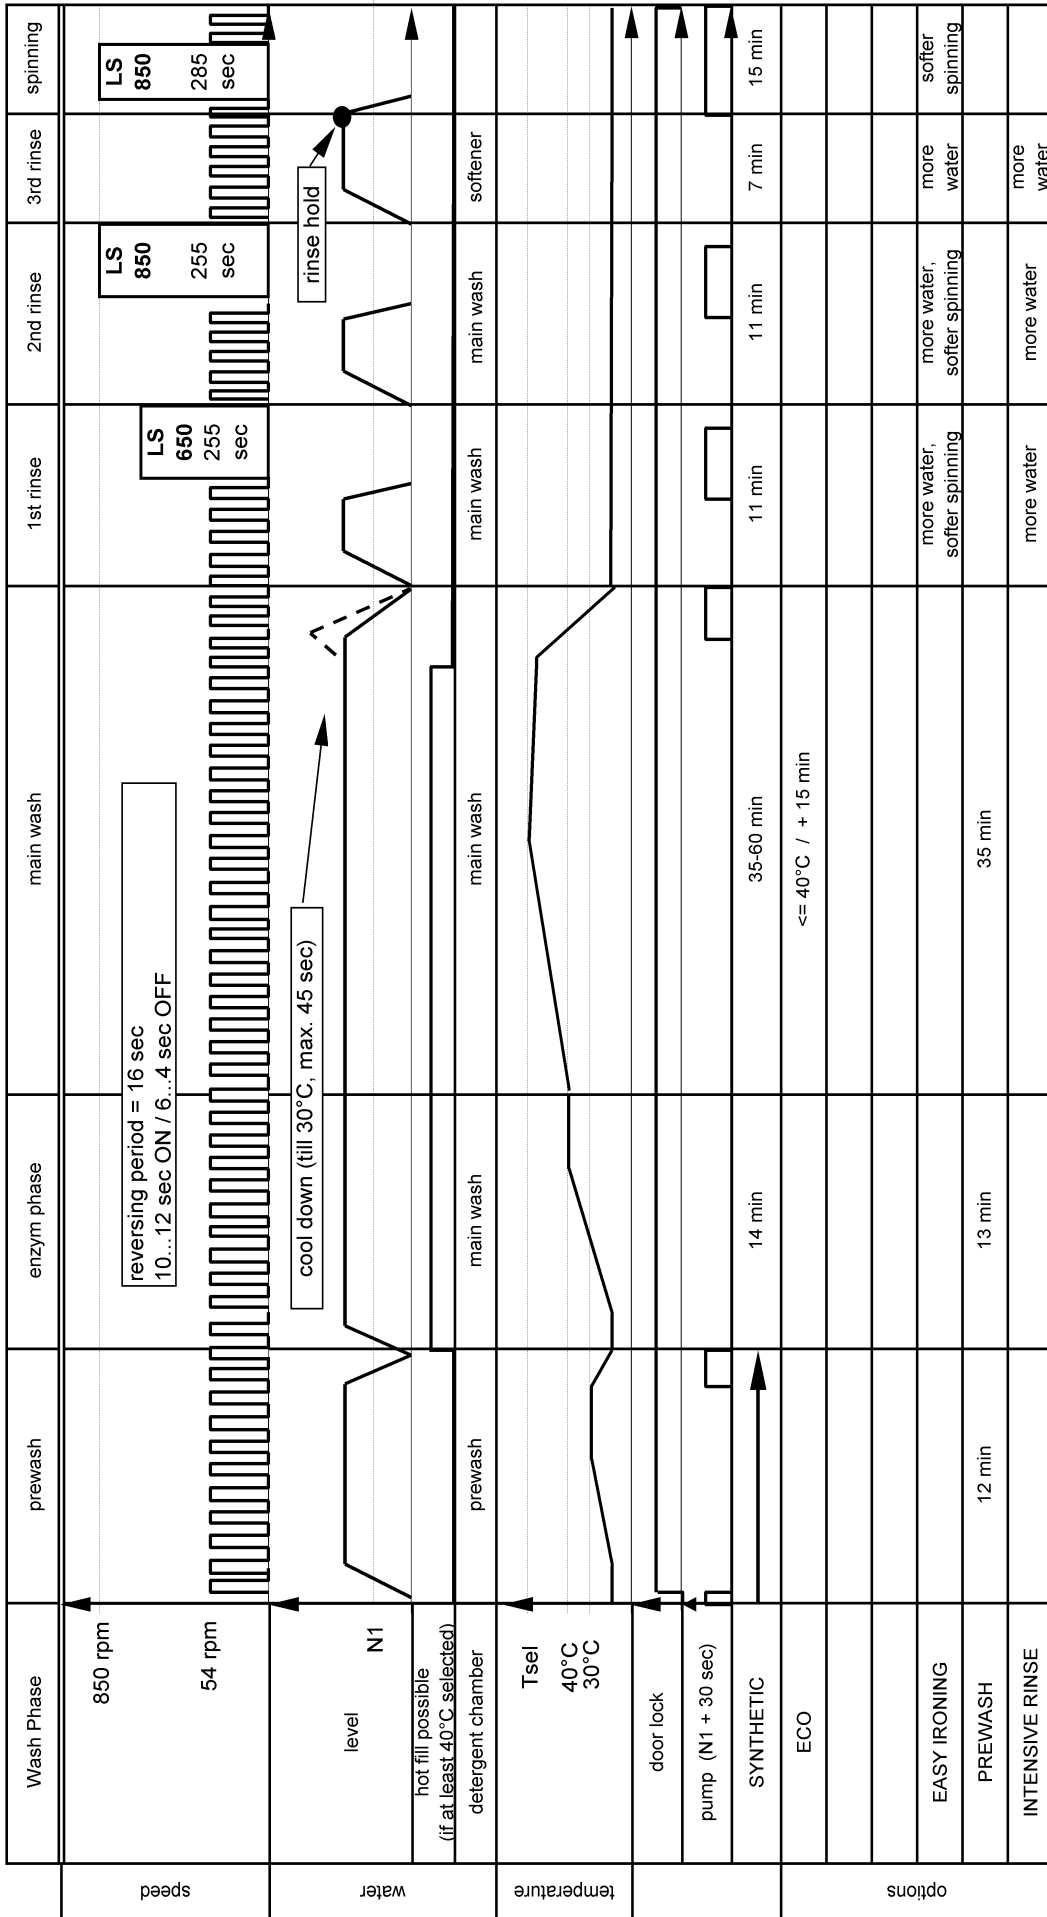 Wash Phase
prewash
enzym phase
main wash
1st rinse
2nd rinse
3rd rinse
spinning
speed
850 rpm
54 rpm
reversing period = 16 sec
10...12 sec ON / 6...4 sec OFF
LS
650
255
sec
LS
850
255
sec
LS
850
285
sec
water
level
N1
cool down (till 30°C, max. 45 sec)
rinse hold
hot fill possible
(if at least 40°C selected)
detergent chamber
prewash
main wash
main wash
main wash
main wash
softener
temperature
Tsel
40°C
30°C
door lock
pump (N1 + 30 sec)
SYNTHETIC
14 min
35-60 min
11 min
11 min
7 min
15 min
options
ECO
<= 40°C / + 15 min
EASY IRONING
more water,
softer spinning
more water,
softer spinning
more
water
softer
spinning
PREWASH
12 min
13 min
35 min
INTENSIVE RINSE
more water
more water
more
water